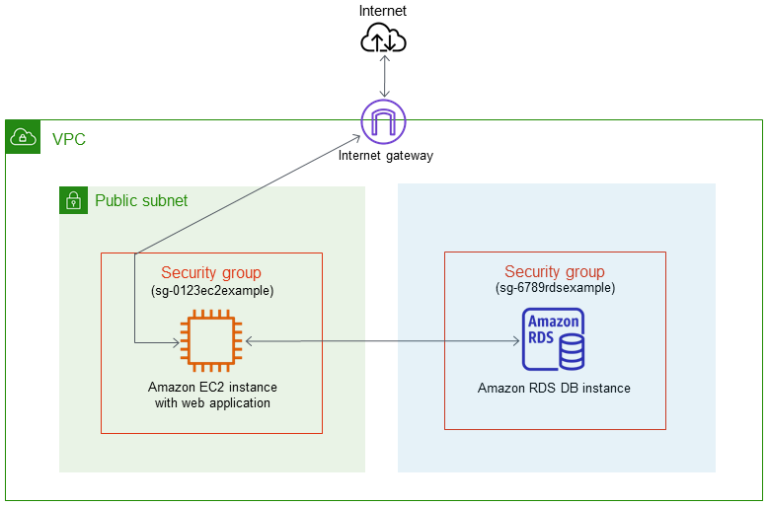 Internet
Internet gateway
VPC
Public subnet
Security group
(sg-0123ec2example)
Amazon EC2 instance
with web application
Security group
(sg-6789rdsexample)
Amazon
RDS
Amazon RDS DB instance